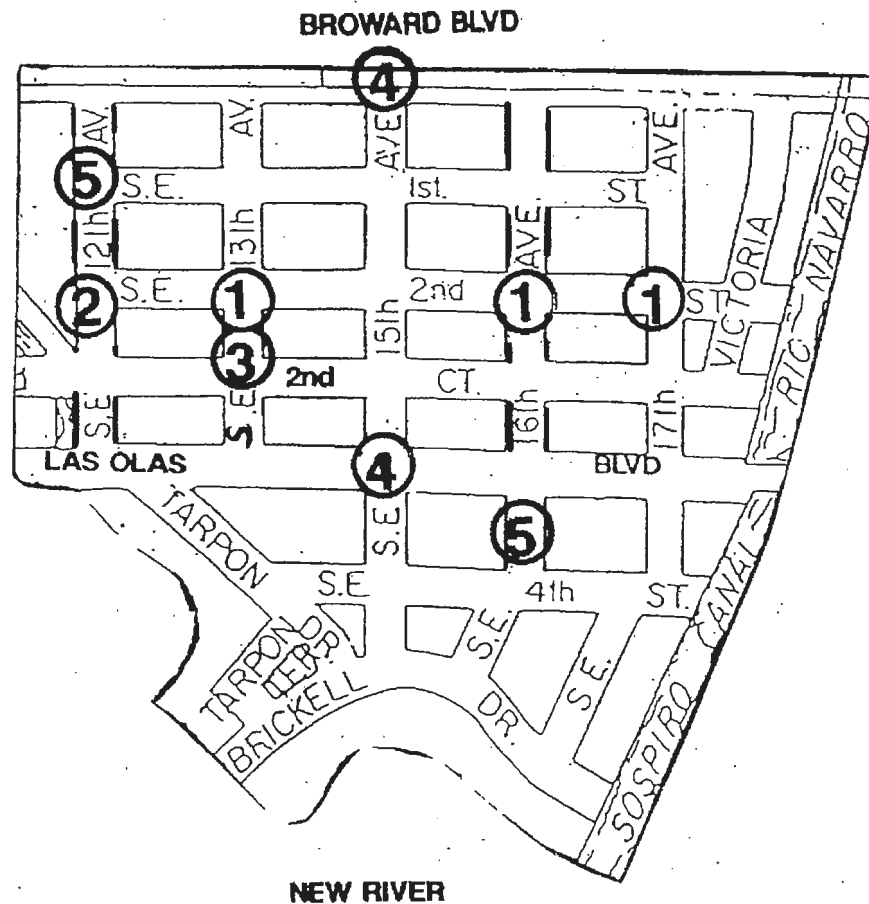 BROWARD BLVD
4
AV.
AV.
AVE.
AVE.
5
S.E.
1st.
ST.
12th
13th
AVE.
VICTORIA
RIO NAVARRO
2
S.E.
1
2nd
1
1
ST.
15th
3
2nd
CT.
S.E
S.E
16th
17th
LAS OLAS
4
BLVD
TARPON
S.E
5
S.E
4th
ST.
TARPON
TERR
S.E.
S.E.
BRICKELL
DR.
SOSPIRO CANAL
NEW RIVER